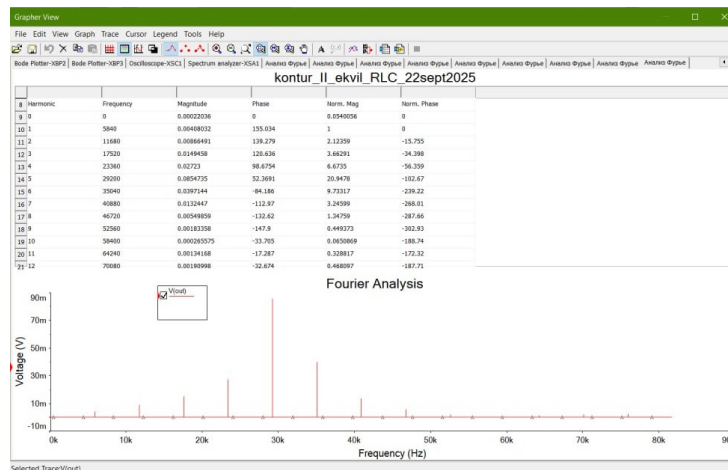 Grapher View
File Edit View Graph Trace Cursor Legend Tools Help
Bode Plotter-XBP2 Bode Plotter-XBP3 Oscilloscope-XSC1 Spectrum analyzer-XSA1 Анализ Фурье Анализ Фурье Анализ Фурье Анализ Фурье Анализ Фурье Анализ Фурье Анализ Фурье Анализ Фурье Анализ Фурье
kontur_II_ekvil_RLC_22sept2025
8 Harmonic Frequency Magnitude Phase Norm. Mag Norm. Phase
9 0 0 0.00022036 0 0.0540056 0
10 1 5840 0.00408032 155.034 1 0
11 2 11680 0.00866491 139.279 2.12359 -15.755
12 3 17520 0.0149458 120.636 3.66291 -34.398
13 4 23360 0.02723 98.6754 6.6735 -56.359
14 5 29200 0.0854735 52.3691 20.9478 -102.67
15 6 35040 0.0397144 -84.186 9.73317 -239.22
16 7 40880 0.0132447 -112.97 3.24599 -268.01
17 8 46720 0.00549859 -132.62 1.34759 -287.66
18 9 52560 0.00183358 -147.9 0.449373 -302.93
19 10 58400 0.000265575 -33.705 0.0650869 -188.74
20 11 64240 0.00134168 -17.287 0.328817 -172.32
21 12 70080 0.00190998 -32.674 0.468097 -187.71
Fourier Analysis
V(out)
90m
70m
50m
30m
10m
-10m
Voltage (V)
0k 10k 20k 30k 40k 50k 60k 70k 80k 90
Frequency (Hz)
Selected Trace:V(out)